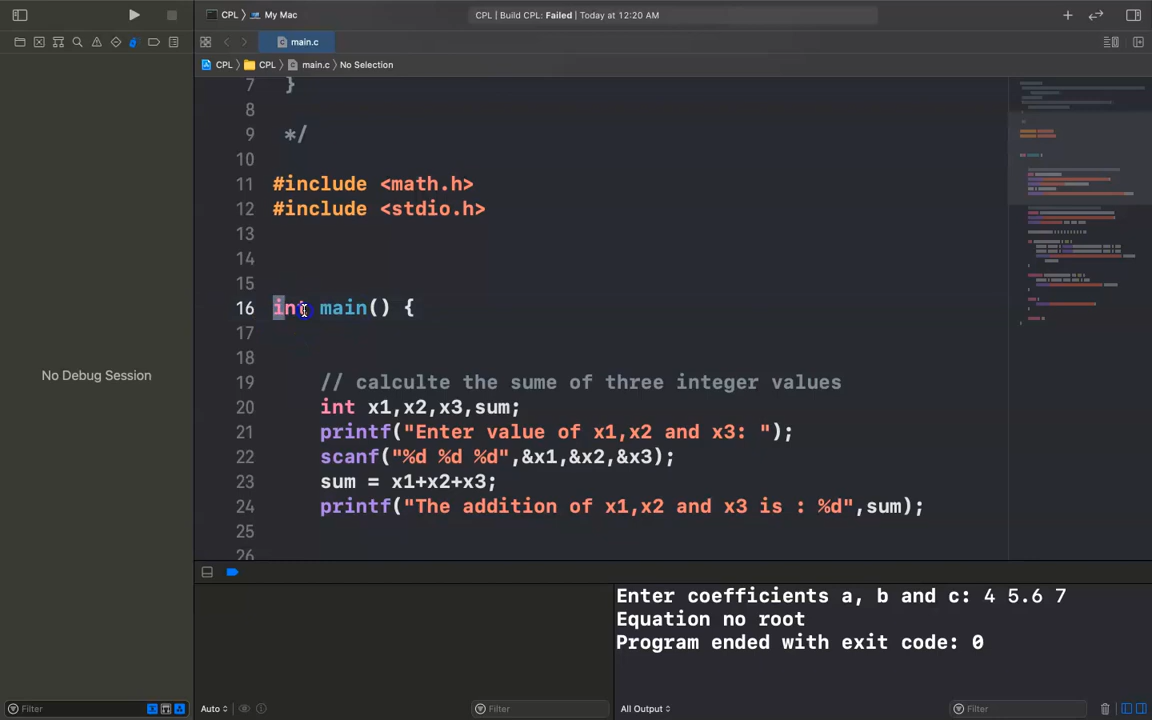 CPL > My Mac
CPL | Build CPL: Failed | Today at 12:20 AM
main.c
CPL > CPL > main.c > No Selection
7 }
8
9 */
10
11 #include <math.h>
12 #include <stdio.h>
13
14
15
16 int main() {
17
18
19 // calculte the sume of three integer values
20 int x1,x2,x3,sum;
21 printf("Enter value of x1,x2 and x3: ");
22 scanf("%d %d %d",&x1,&x2,&x3);
23 sum = x1+x2+x3;
24 printf("The addition of x1,x2 and x3 is : %d",sum);
25
26
No Debug Session
Enter coefficients a, b and c: 4 5.6 7
Equation no root
Program ended with exit code: 0
Filter
Auto
Filter
All Output
Filter